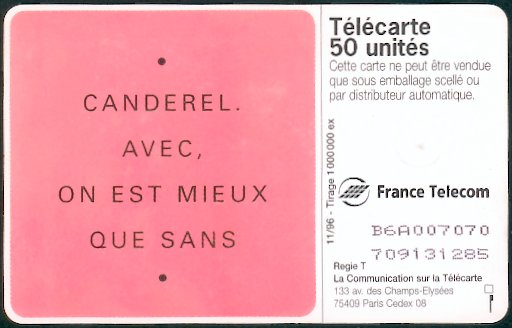 CANDEREL.
AVEC,
ON EST MIEUX
QUE SANS
Télécarte
50 unités
Cette carte ne peut être vendue
que sous emballage scellé ou
par distributeur automatique.
11/96 - Tirage 1 000 000 ex
France Telecom
B6A007070
709131285
Regie T
La Communication sur la Télécarte
133 av. des Champs-Elysées
75409 Paris Cedex 08